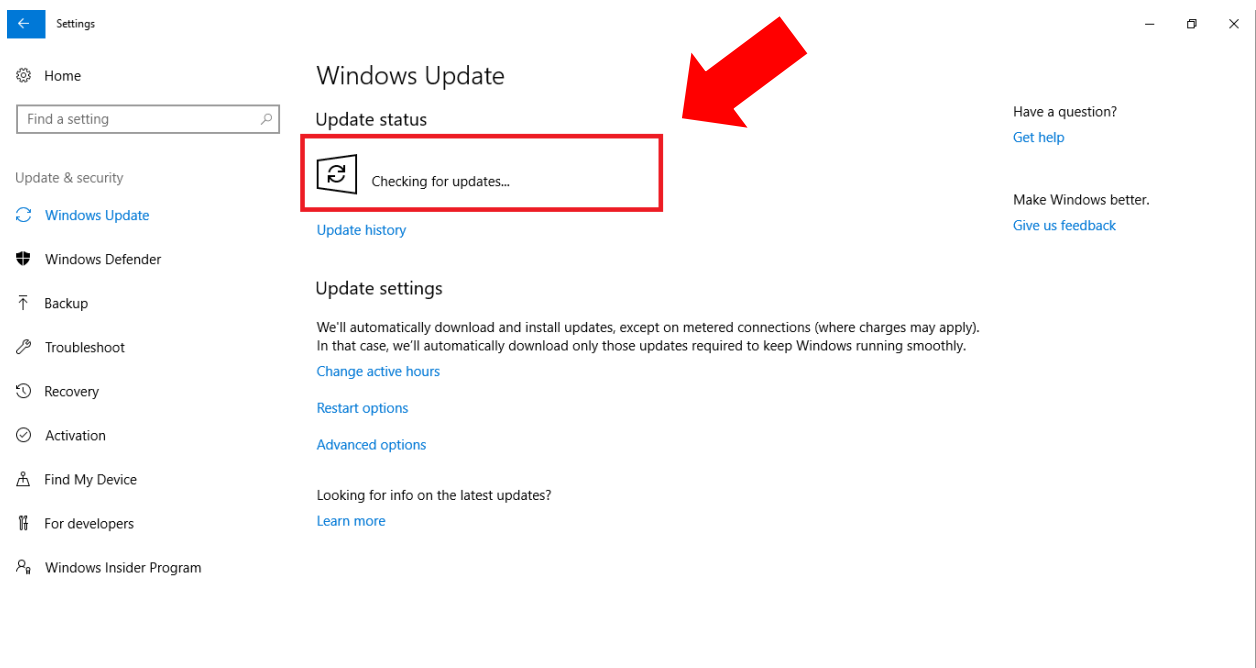 Settings
Home
Find a setting
Update & security
Windows Update
Windows Defender
Backup
Troubleshoot
Recovery
Activation
Find My Device
For developers
Windows Insider Program
Windows Update
Update status
Checking for updates...
Update history
Update settings
We'll automatically download and install updates, except on metered connections (where charges may apply).
In that case, we'll automatically download only those updates required to keep Windows running smoothly.
Change active hours
Restart options
Advanced options
Looking for info on the latest updates?
Learn more
Have a question?
Get help
Make Windows better.
Give us feedback